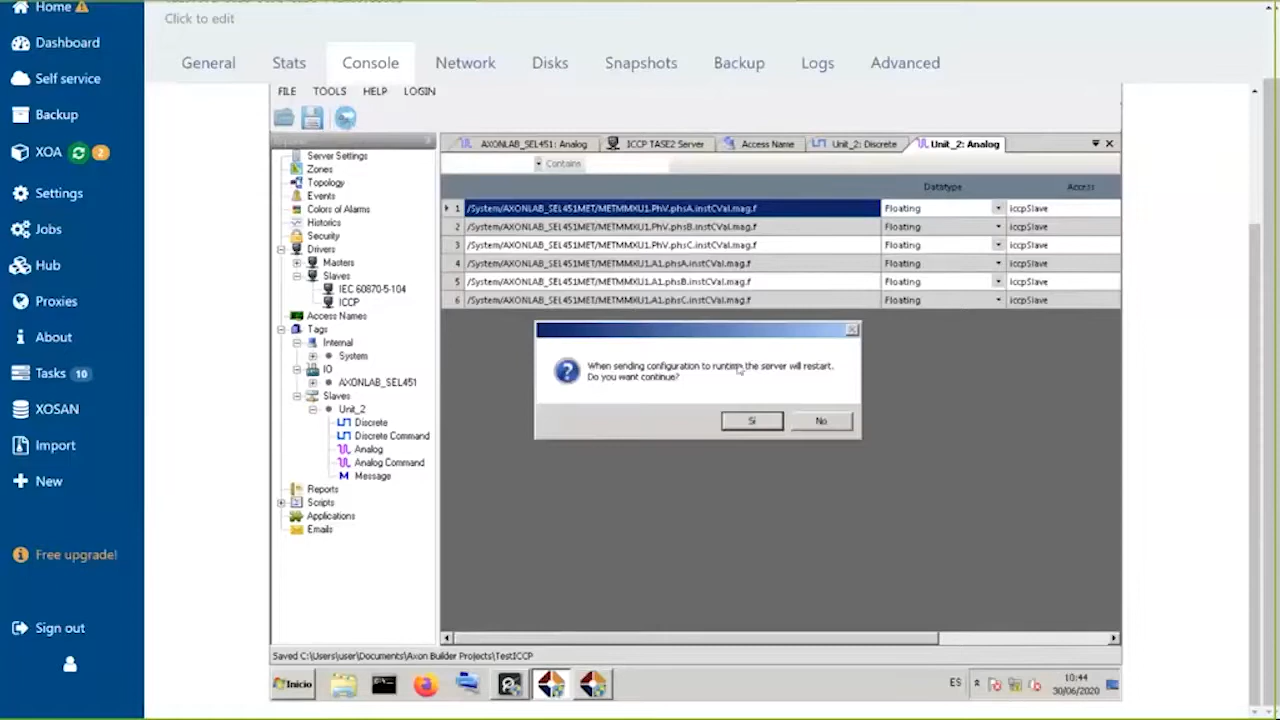 Home
Dashboard
Self service
Backup
XOA 2
Settings
Jobs
Hub
Proxies
About
Tasks 10
XOSAN
Import
New
Free upgrade!
Sign out
Click to edit
General Stats Console Network Disks Snapshots Backup Logs Advanced
FILE TOOLS HELP LOGIN
Server Settings
Zones
Topology
Events
Colors of Alarms
Historics
Security
Drivers
Masters
Slaves
IEC 60870-5-104
ICCP
Access Names
Tags
Internal
System
IO
AXONLAB_SEL451
Slaves
Unit_2
Discrete
Discrete Command
Analog
Analog Command
Message
Reports
Scripts
Applications
Emails
AXONLAB_SEL451: Analog ICCP TASE2 Server Access Name Unit_2: Discrete Unit_2: Analog
Contains
Datatype Access
1 /System/AXONLAB_SEL451MET/METMMXU1.PhV.phsA.instCVal.mag.f Floating iccpSlave
2 /System/AXONLAB_SEL451MET/METMMXU1.PhV.phsB.instCVal.mag.f Floating iccpSlave
3 /System/AXONLAB_SEL451MET/METMMXU1.PhV.phsC.instCVal.mag.f Floating iccpSlave
4 /System/AXONLAB_SEL451MET/METMMXU1.A1.phsA.instCVal.mag.f Floating iccpSlave
5 /System/AXONLAB_SEL451MET/METMMXU1.A1.phsB.instCVal.mag.f Floating iccpSlave
6 /System/AXONLAB_SEL451MET/METMMXU1.A1.phsC.instCVal.mag.f Floating iccpSlave
When sending configuration to runtime the server will restart.
Do you want continue?
Sí No
Saved C:\Users\user\Documents\Axon Builder Projects\TestICCP
Inicio ES 10:44
30/06/2020